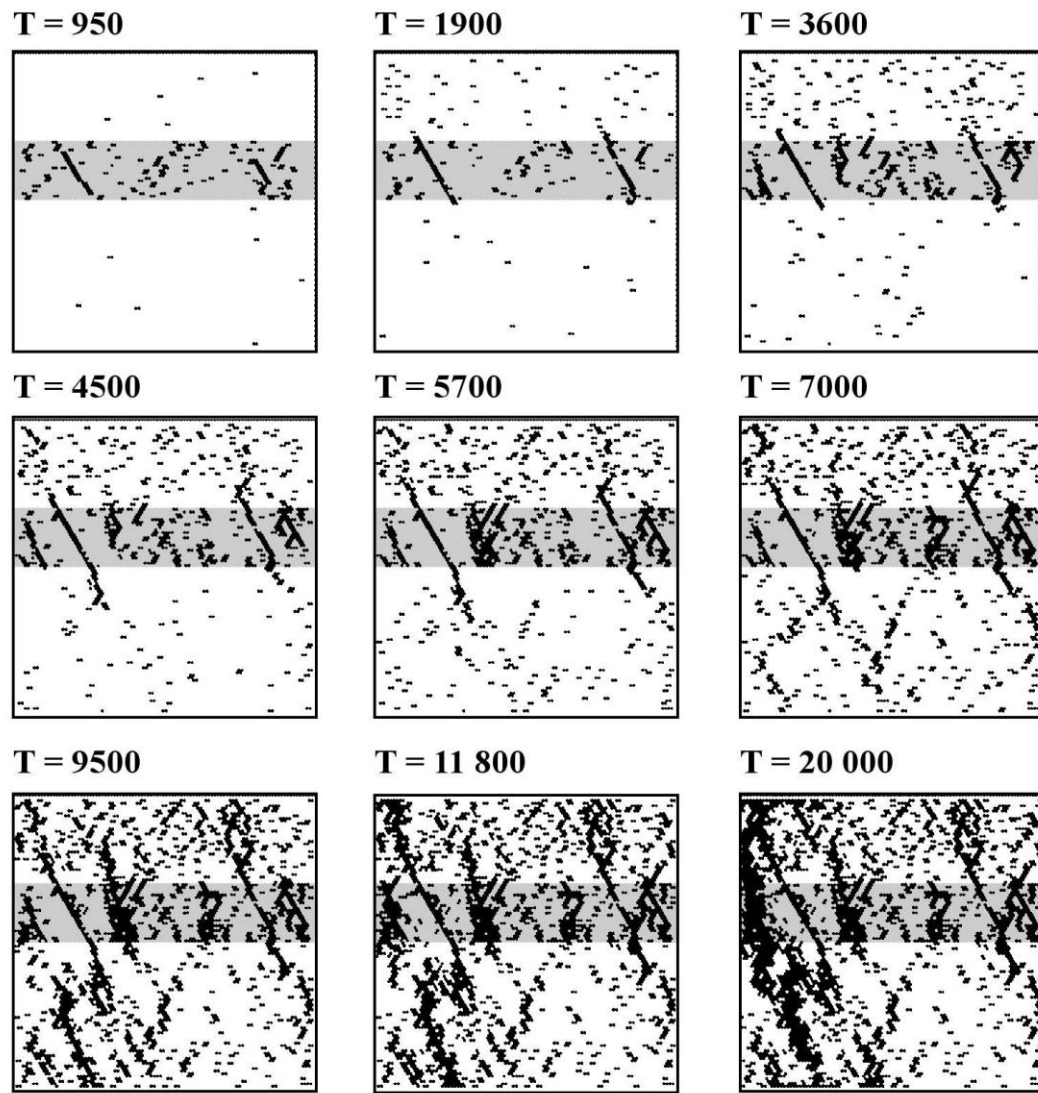 T = 950
T = 1900
T = 3600
T = 4500
T = 5700
T = 7000
T = 9500
T = 11 800
T = 20 000